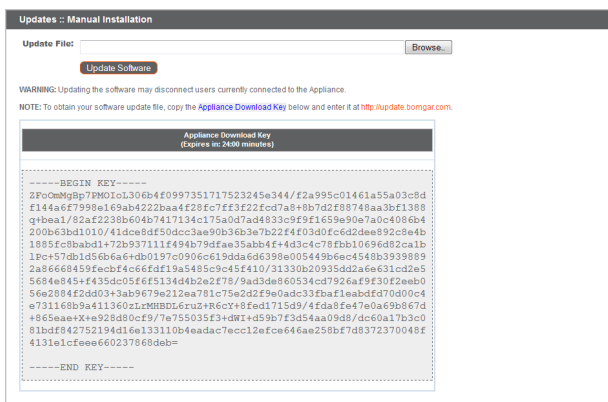 Updates :: Manual Installation
Update File:
Browse..
Update Software
WARNING: Updating the software may disconnect users currently connected to the Appliance.
NOTE: To obtain your software update file, copy the Appliance Download Key below and enter it at http://update.bomgar.com.
Appliance Download Key
(Expires in: 24:00 minutes)
-----BEGIN KEY-----
ZFoOmMgBp7PMOIoL306b4f0997351717523245e344/f2a995c01461a55a03c8d
f144a6f7998e169ab4222baa4f28fc7ff3f22fcd7a8+8b7d2f88748aa3bf1388
q+bea1/82af2238b604b7417134c175a0d7ad4833c9f9f1659e90e7a0c4086b4
200b63bd1010/41dce8df50dcc3ae90b36b3e7b22f4f03d0fc6d2dee892c8e4b
1885fc8babd1+72b937111f494b79dfae35abb4f+4d3c4c78fbb10696d82ca1b
1Pc+57db1d56b6a6+db0197c0906c619dda6d6398e005449b6ec4548b3939889
2a86668459fecbf4c66fdf19a5485c9c45f410/31330b20935dd2a6e631cd2e5
5684e845+f435dc05f6f5134d4b2e2f78/9ad3de860534cd7926af9f30f2eeb0
56e2884f2dd03+3ab9679e212ea781c75e2d2f9e0adc33fbaf1eabdfd70d00c4
e731168b9a411360zLrMHBDL6ruZ+R6cY+8fed1715d9/4fda8fe47e0a69b867d
+865eae+X+e928d80cf9/7e755035f3+dWI+d59b7f3d54aa09d8/dc60a17b3c0
81bdf842752194d16e133110b4eadac7ecc12efce646ae258bf7d8372370048f
4131e1cfeee660237868deb=
-----END KEY-----